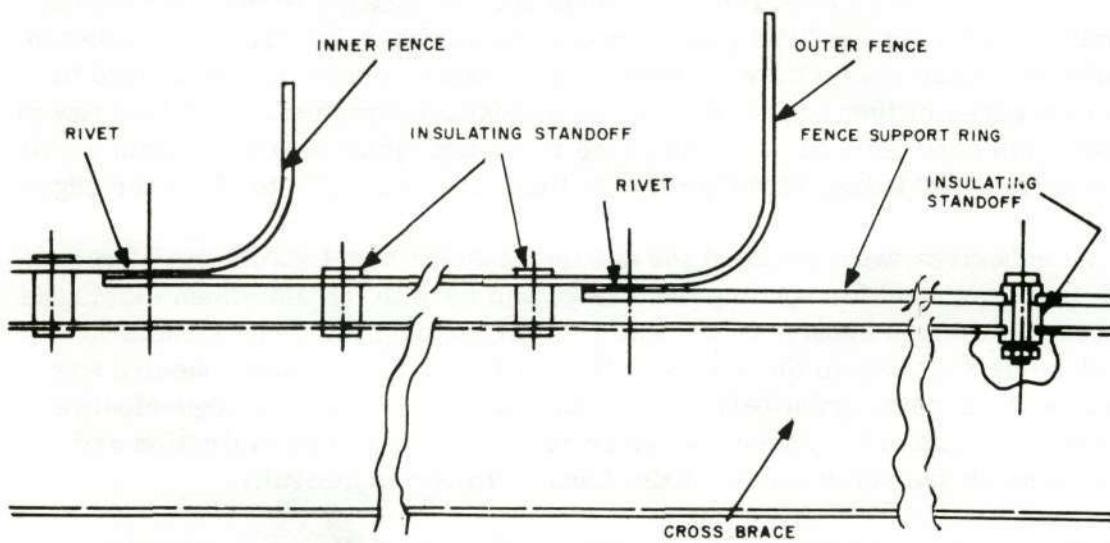 INNER FENCE
OUTER FENCE
RIVET
INSULATING STANDOFF
FENCE SUPPORT RING
RIVET
INSULATING
STANDOFF
CROSS BRACE